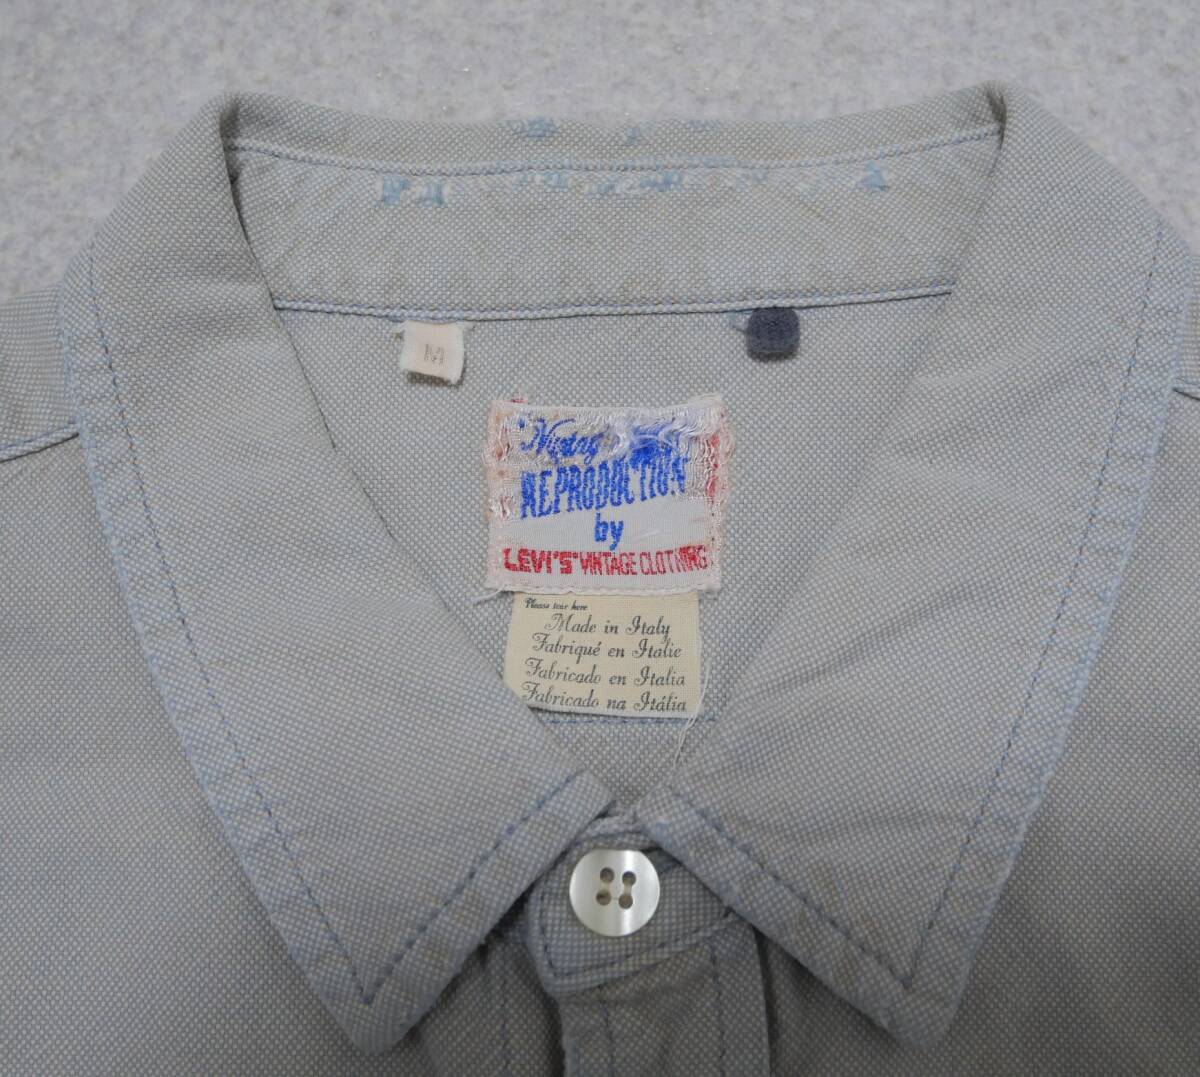 M
REPRODUCTION
by
LEVI'S VINTAGE CLOTHING
Please tear here
Made in Italy
Fabriqué en Italie
Fabricado en Italia
Fabricado na Itália